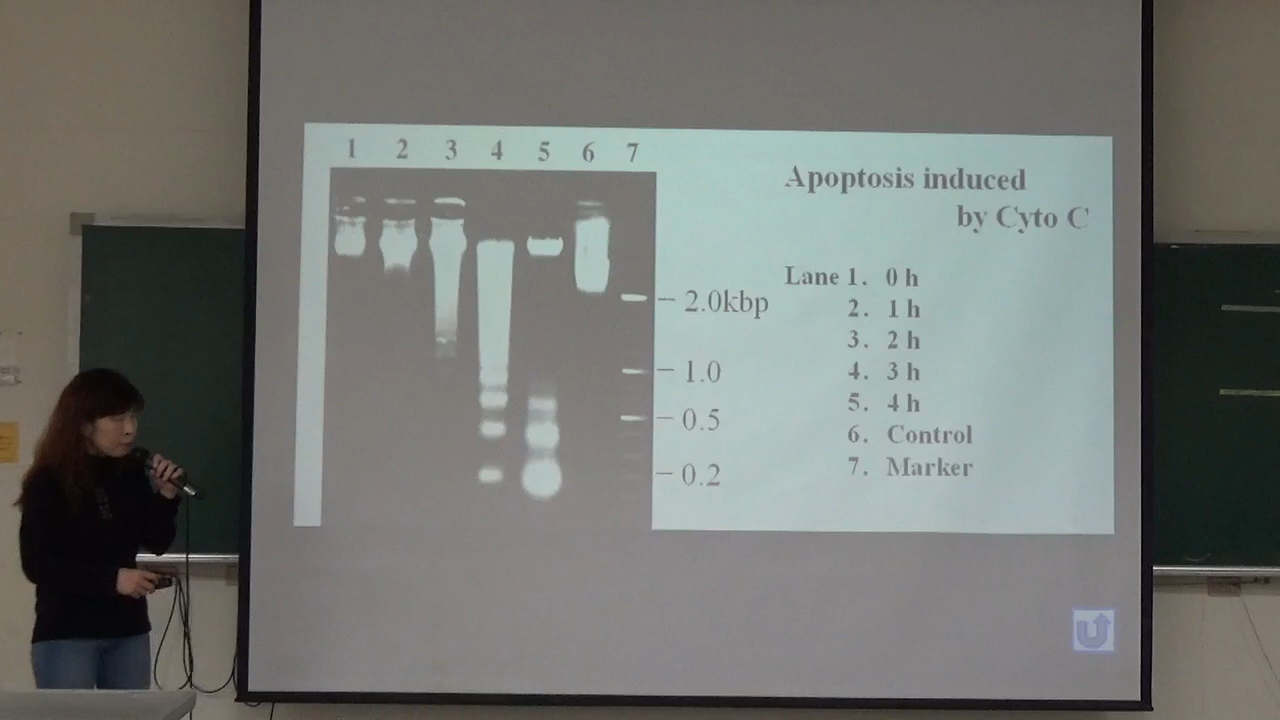 1 2 3 4 5 6 7
Apoptosis induced
by Cyto C
Lane 1. 0 h
2. 1 h
3. 2 h
4. 3 h
5. 4 h
6. Control
7. Marker
2.0kbp
1.0
0.5
0.2